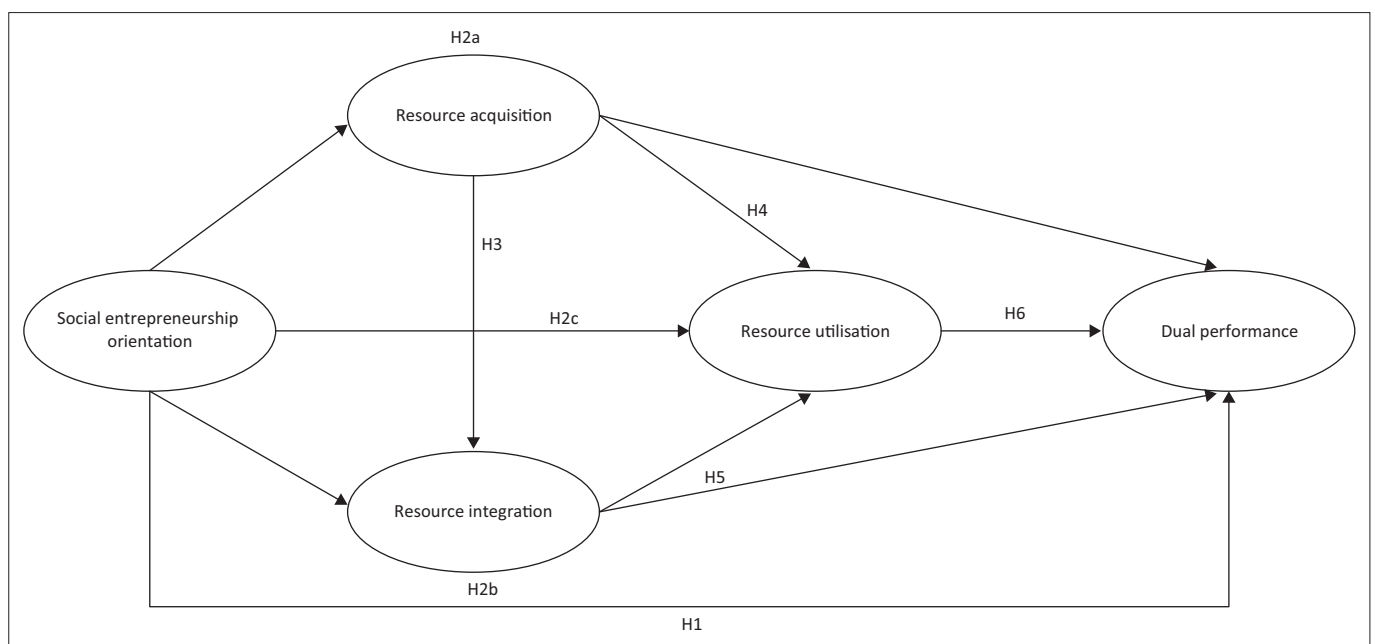 H2a
Resource acquisition
H4
H3
Social entrepreneurship
orientation
H2c
Resource utilisation
H6
Dual performance
H5
Resource integration
H2b
H1